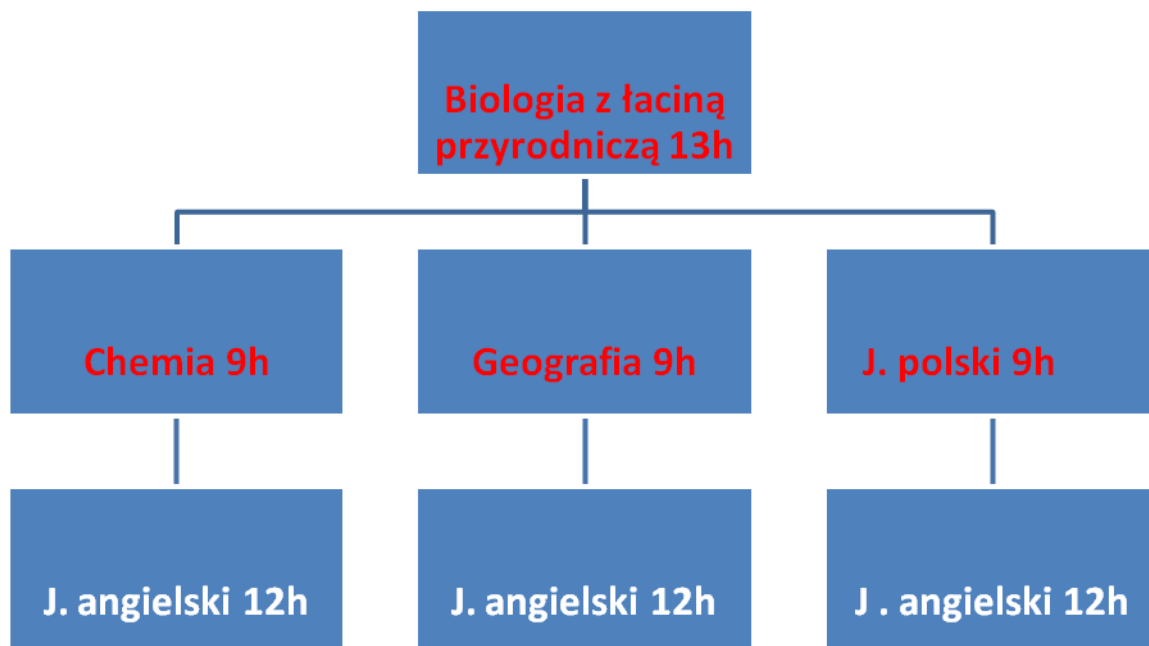 Biologia z łaciną
przyrodniczą 13h
Chemia 9h
Geografia 9h
J. polski 9h
J. angielski 12h
J. angielski 12h
J . angielski 12h